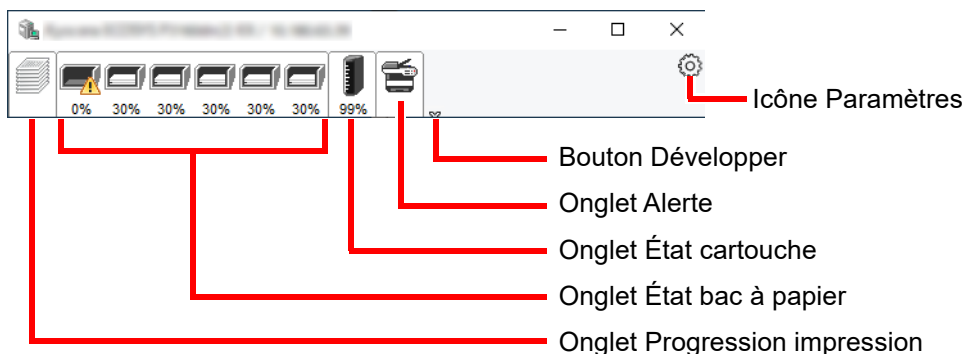 0% 30% 30% 30% 30% 30% 99%
Icône Paramètres
Bouton Développer
Onglet Alerte
Onglet État cartouche
Onglet État bac à papier
Onglet Progression impression